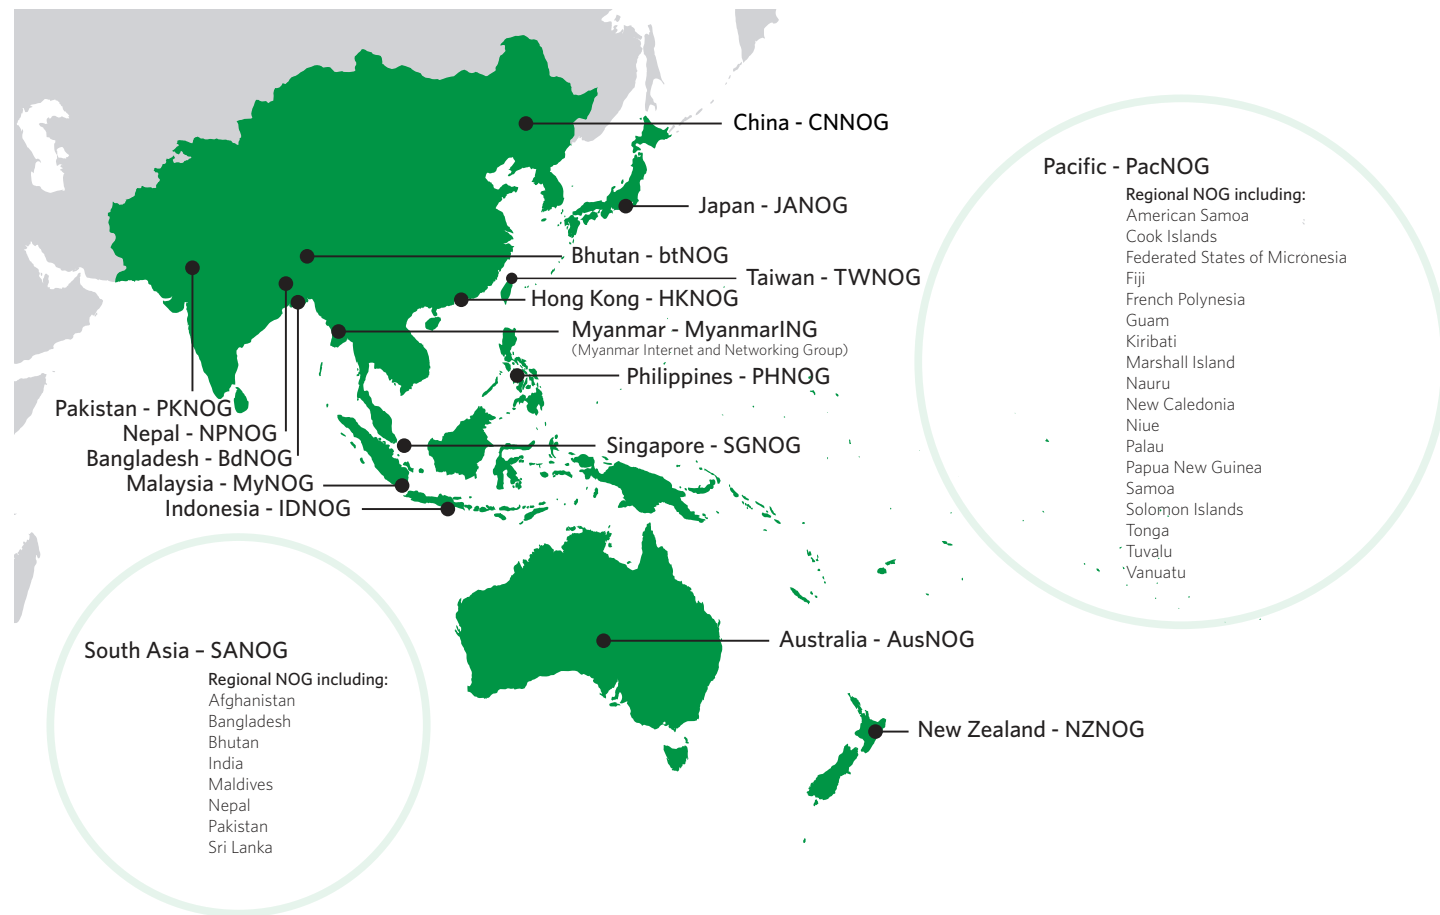 China - CNNOG
Japan - JANOG
Bhutan - btNOG
Taiwan - TWNOG
Hong Kong - HKNOG
Myanmar - MyanmarING
(Myanmar Internet and Networking Group)
Philippines - PHNOG
Pakistan - PKNOG
Nepal - NPNOG
Bangladesh - BdNOG
Malaysia - MyNOG
Indonesia - IDNOG
Singapore - SGNOG
Australia - AusNOG
New Zealand - NZNOG
Pacific - PacNOG
Regional NOG including:
American Samoa
Cook Islands
Federated States of Micronesia
Fiji
French Polynesia
Guam
Kiribati
Marshall Island
Nauru
New Caledonia
Niue
Palau
Papua New Guinea
Samoa
Solomon Islands
Tonga
Tuvalu
Vanuatu
South Asia – SANOG
Regional NOG including:
Afghanistan
Bangladesh
Bhutan
India
Maldives
Nepal
Pakistan
Sri Lanka